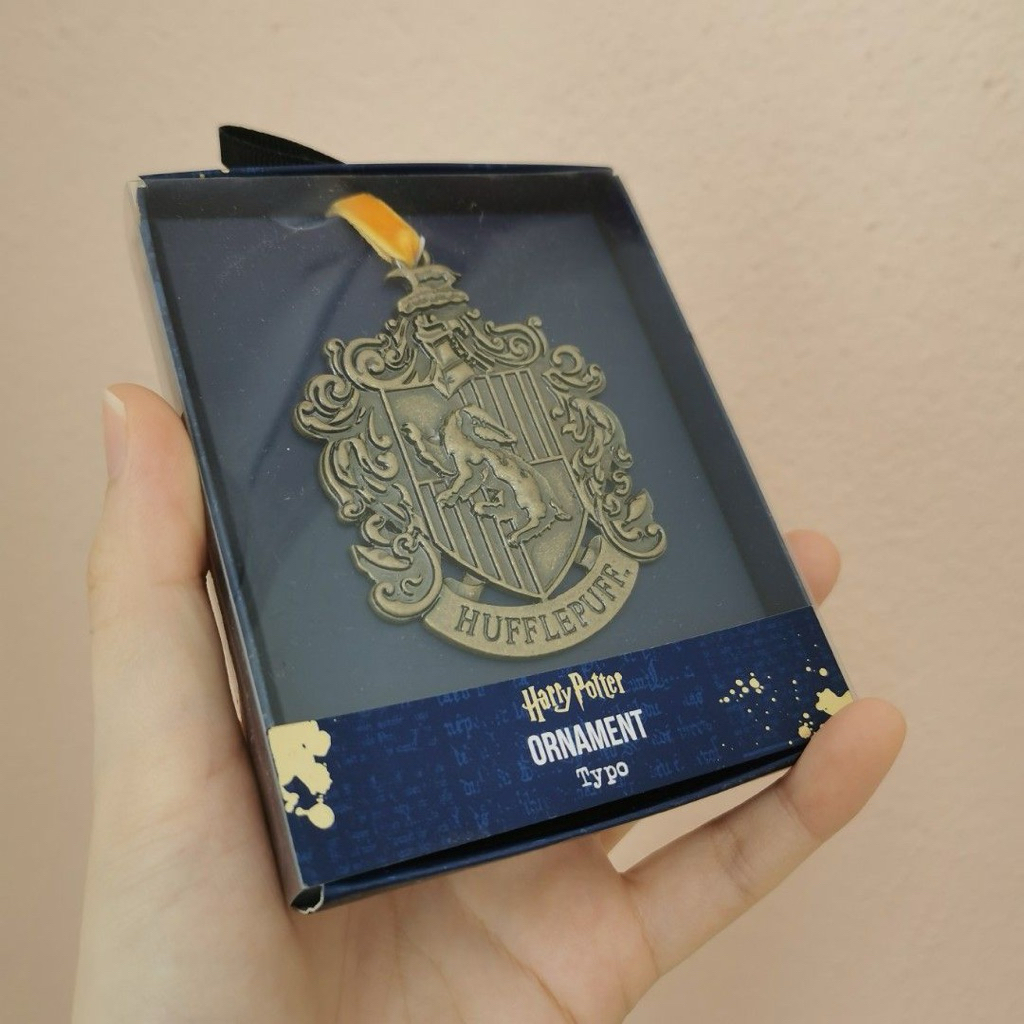 HUFFLEPUFF
Harry Potter
ORNAMENT
Typo